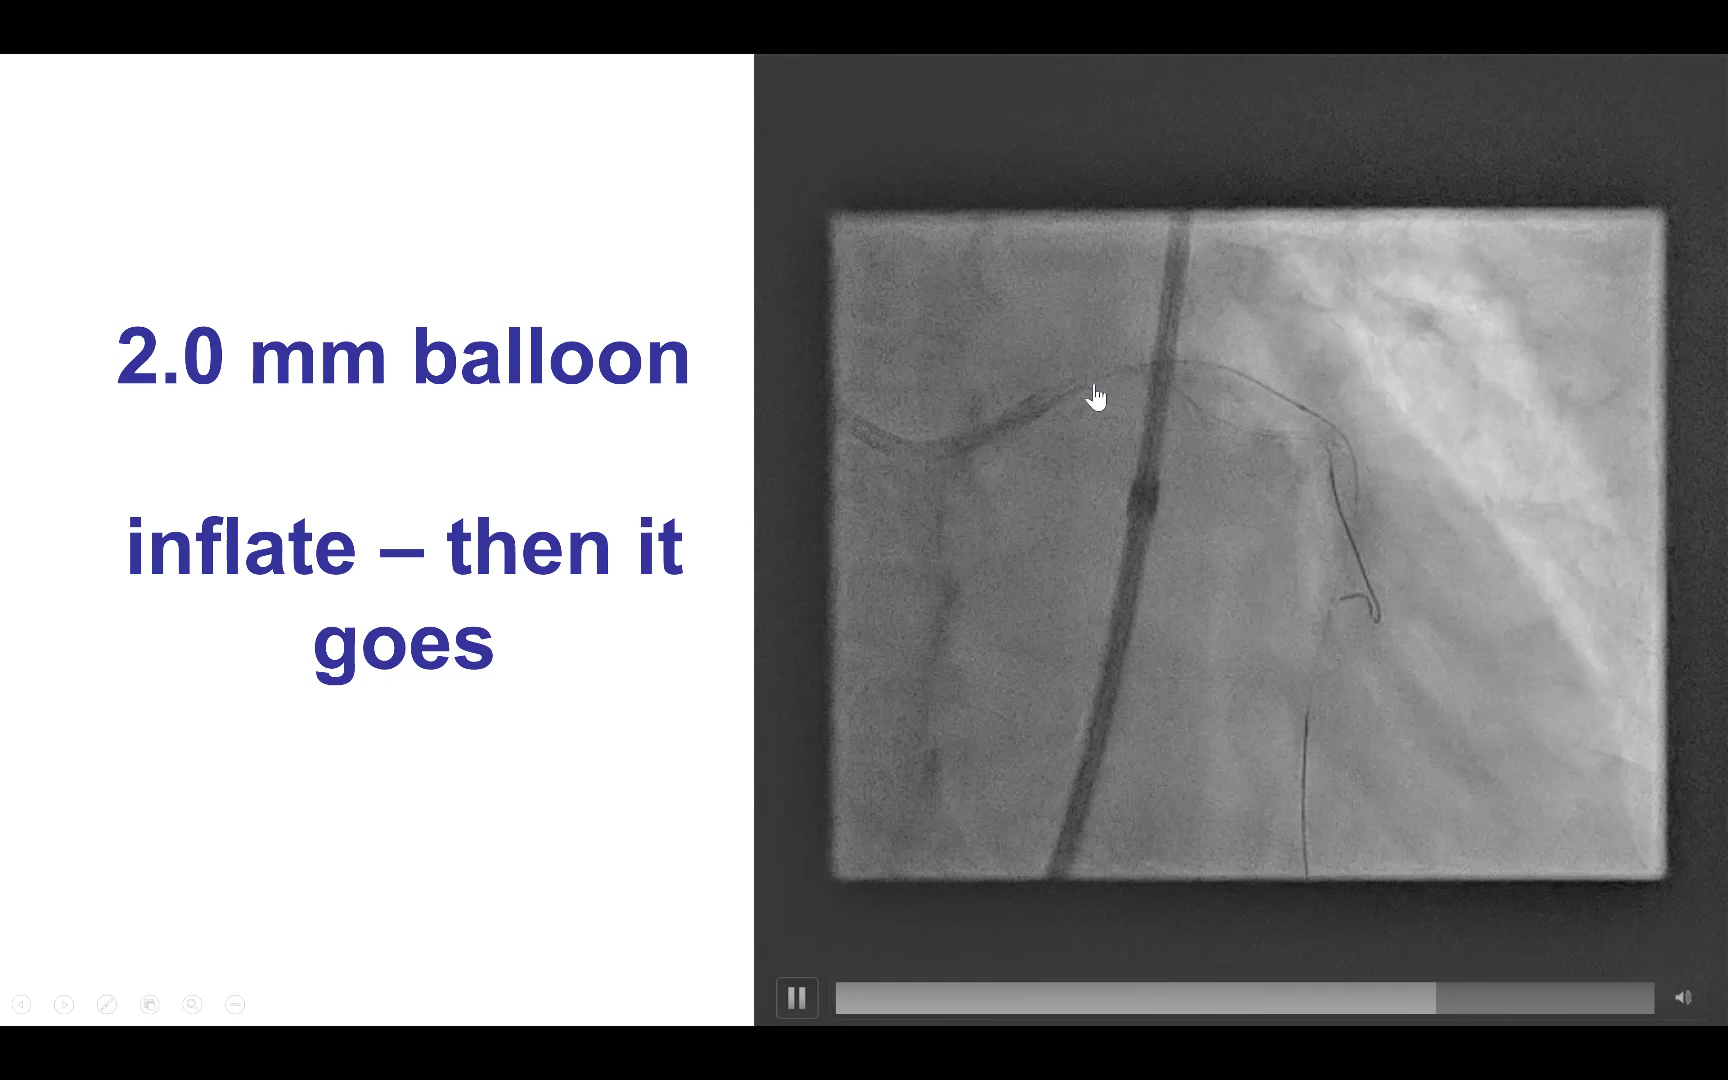 2.0 mm balloon
inflate – then it
goes